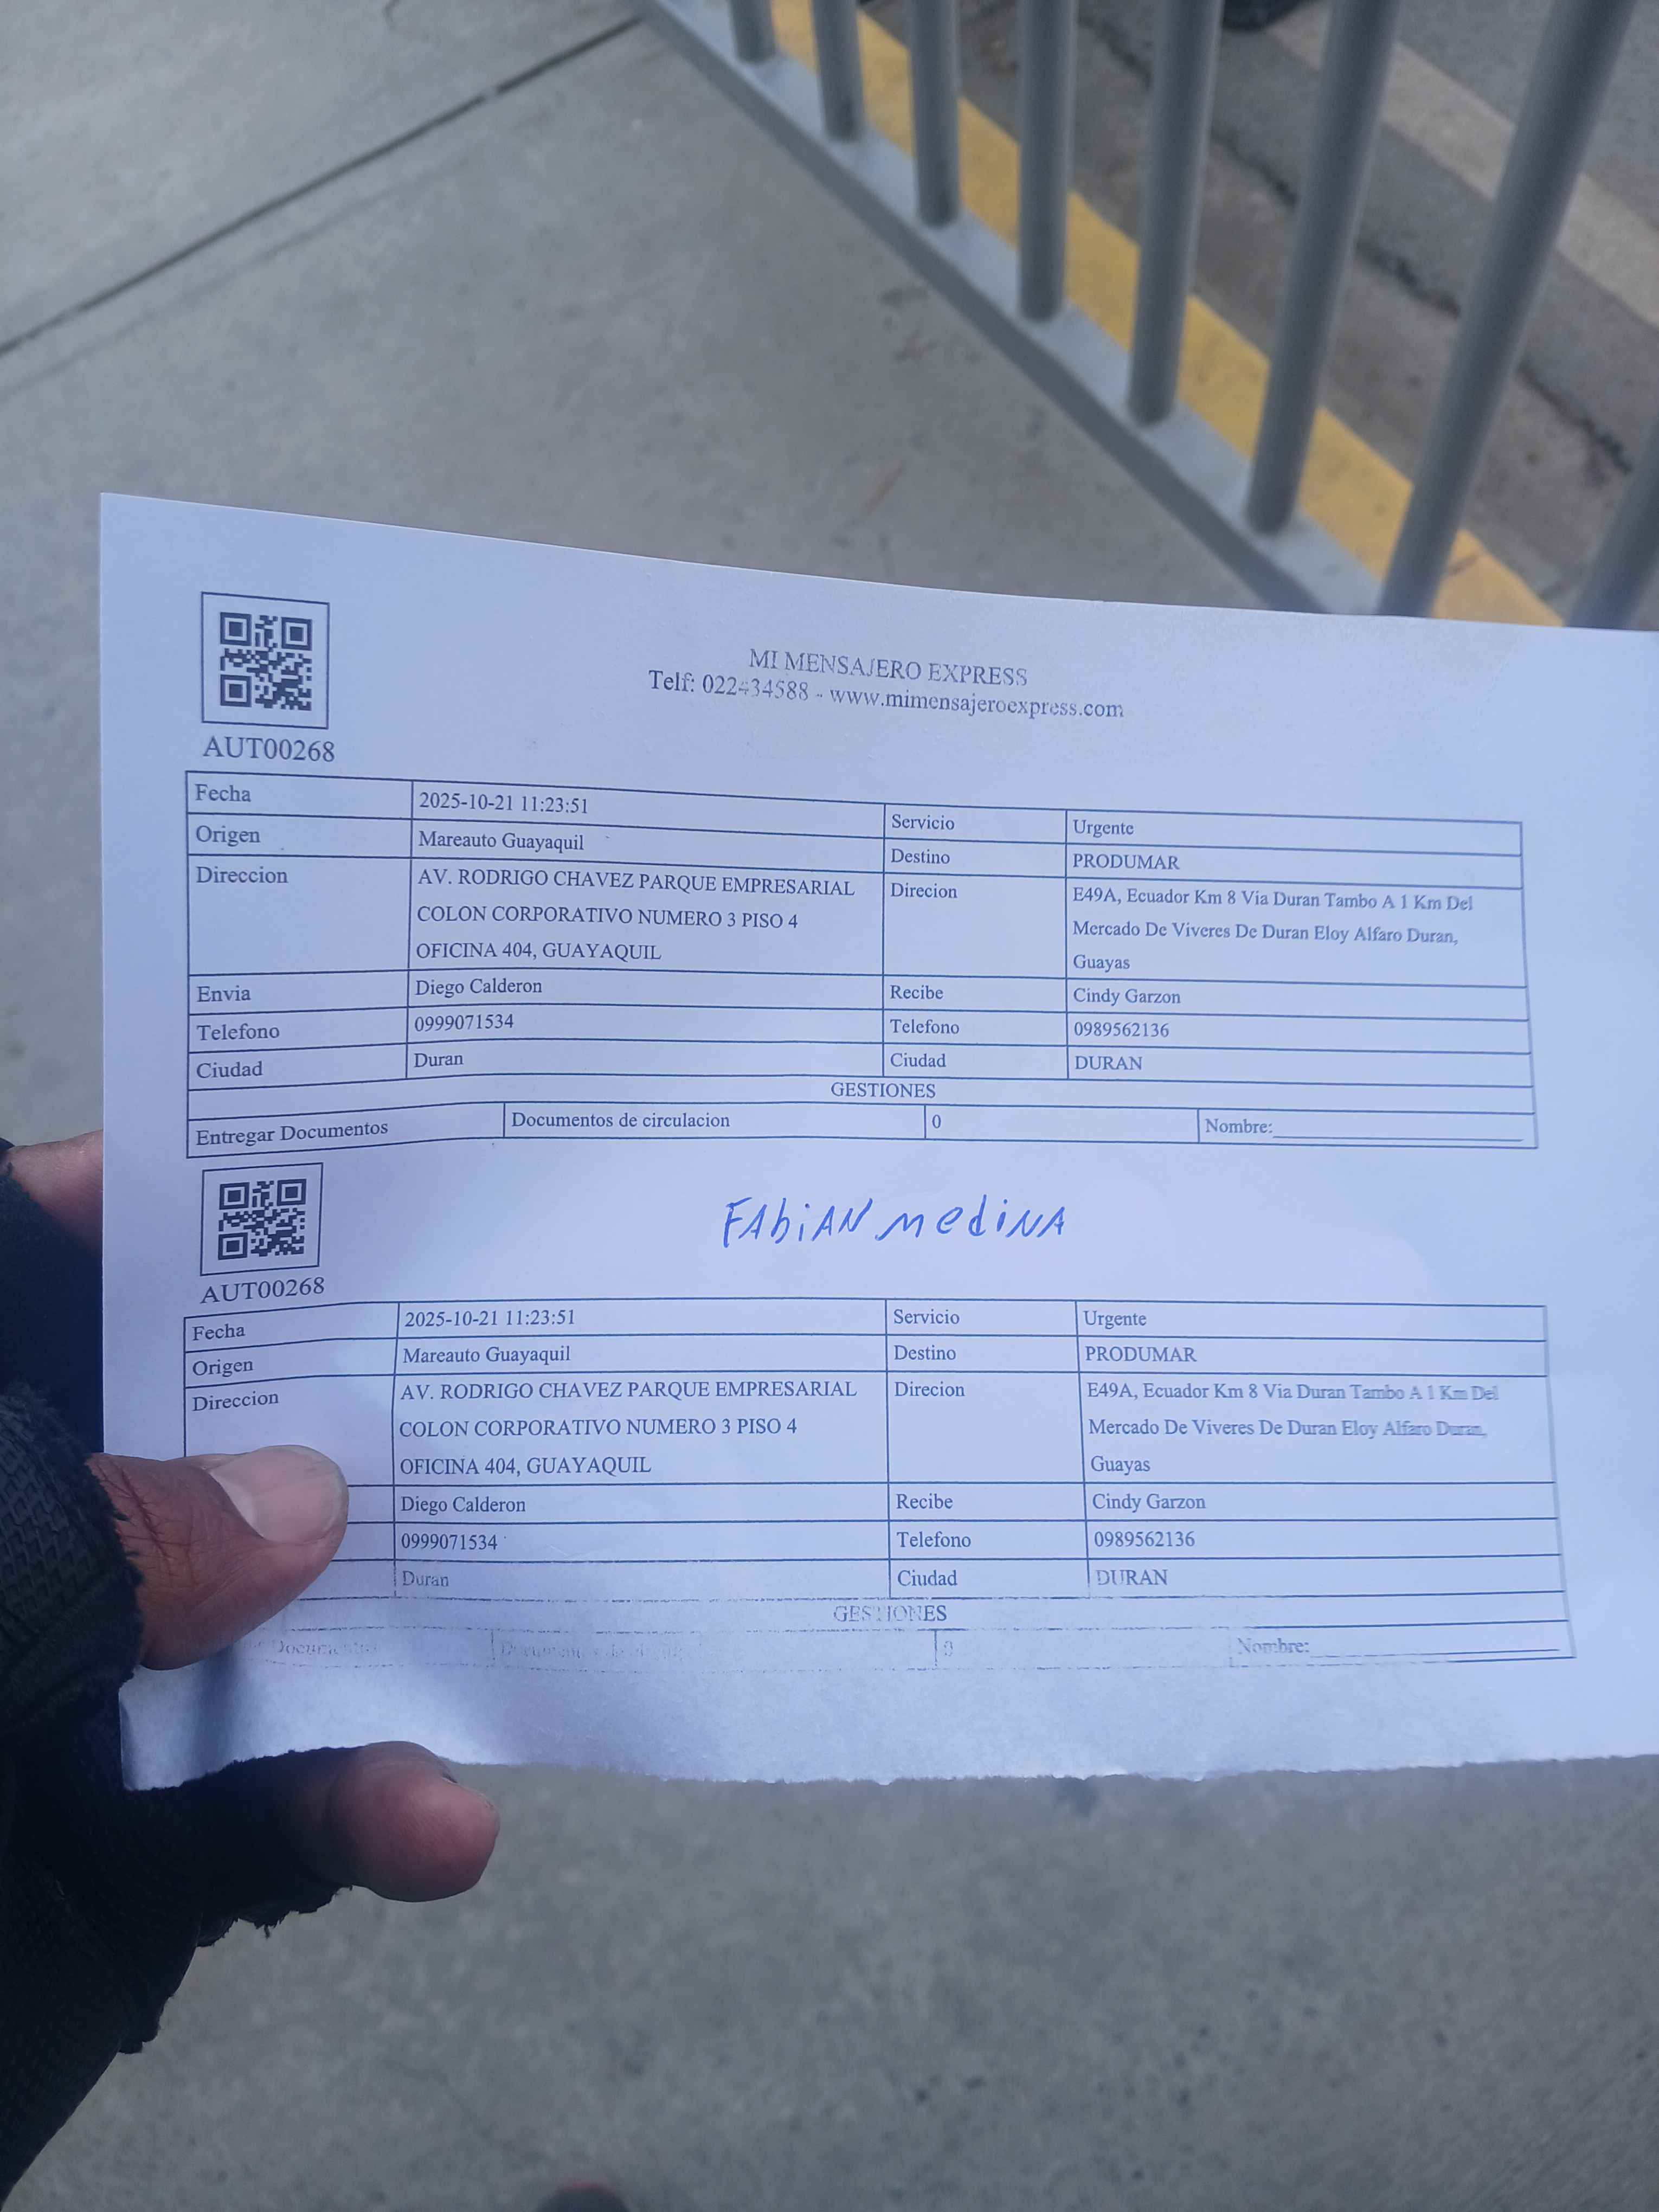 MI MENSAJERO EXPRESS
Telf: 022434588 - www.mimensajeroexpress.com
AUT00268
Fecha 2025-10-21 11:23:51 Servicio Urgente
Origen Mareauto Guayaquil Destino PRODUMAR
Direccion AV. RODRIGO CHAVEZ PARQUE EMPRESARIAL Direcion E49A, Ecuador Km 8 Via Duran Tambo A 1 Km Del
COLON CORPORATIVO NUMERO 3 PISO 4 Mercado De Viveres De Duran Eloy Alfaro Duran,
OFICINA 404, GUAYAQUIL Guayas
Envia Diego Calderon Recibe Cindy Garzon
Telefono 0999071534 Telefono 0989562136
Ciudad Duran Ciudad DURAN
GESTIONES
Entregar Documentos Documentos de circulacion 0 Nombre:
FAbiAN medinA
AUT00268
Fecha 2025-10-21 11:23:51 Servicio Urgente
Origen Mareauto Guayaquil Destino PRODUMAR
Direccion AV. RODRIGO CHAVEZ PARQUE EMPRESARIAL Direcion E49A, Ecuador Km 8 Via Duran Tambo A 1 Km Del
COLON CORPORATIVO NUMERO 3 PISO 4 Mercado De Viveres De Duran Eloy Alfaro Duran,
OFICINA 404, GUAYAQUIL Guayas
Diego Calderon Recibe Cindy Garzon
0999071534 Telefono 0989562136
Duran Ciudad DURAN
GESTIONES
Documentos 0 Nombre: